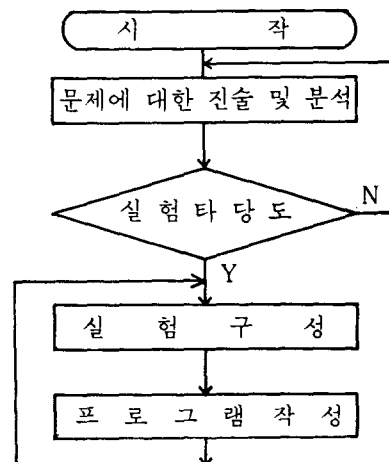 시 작
문제에 대한 진술 및 분석
실험타당도
N
Y
실 험 구 성
프 로 그 램 작 성